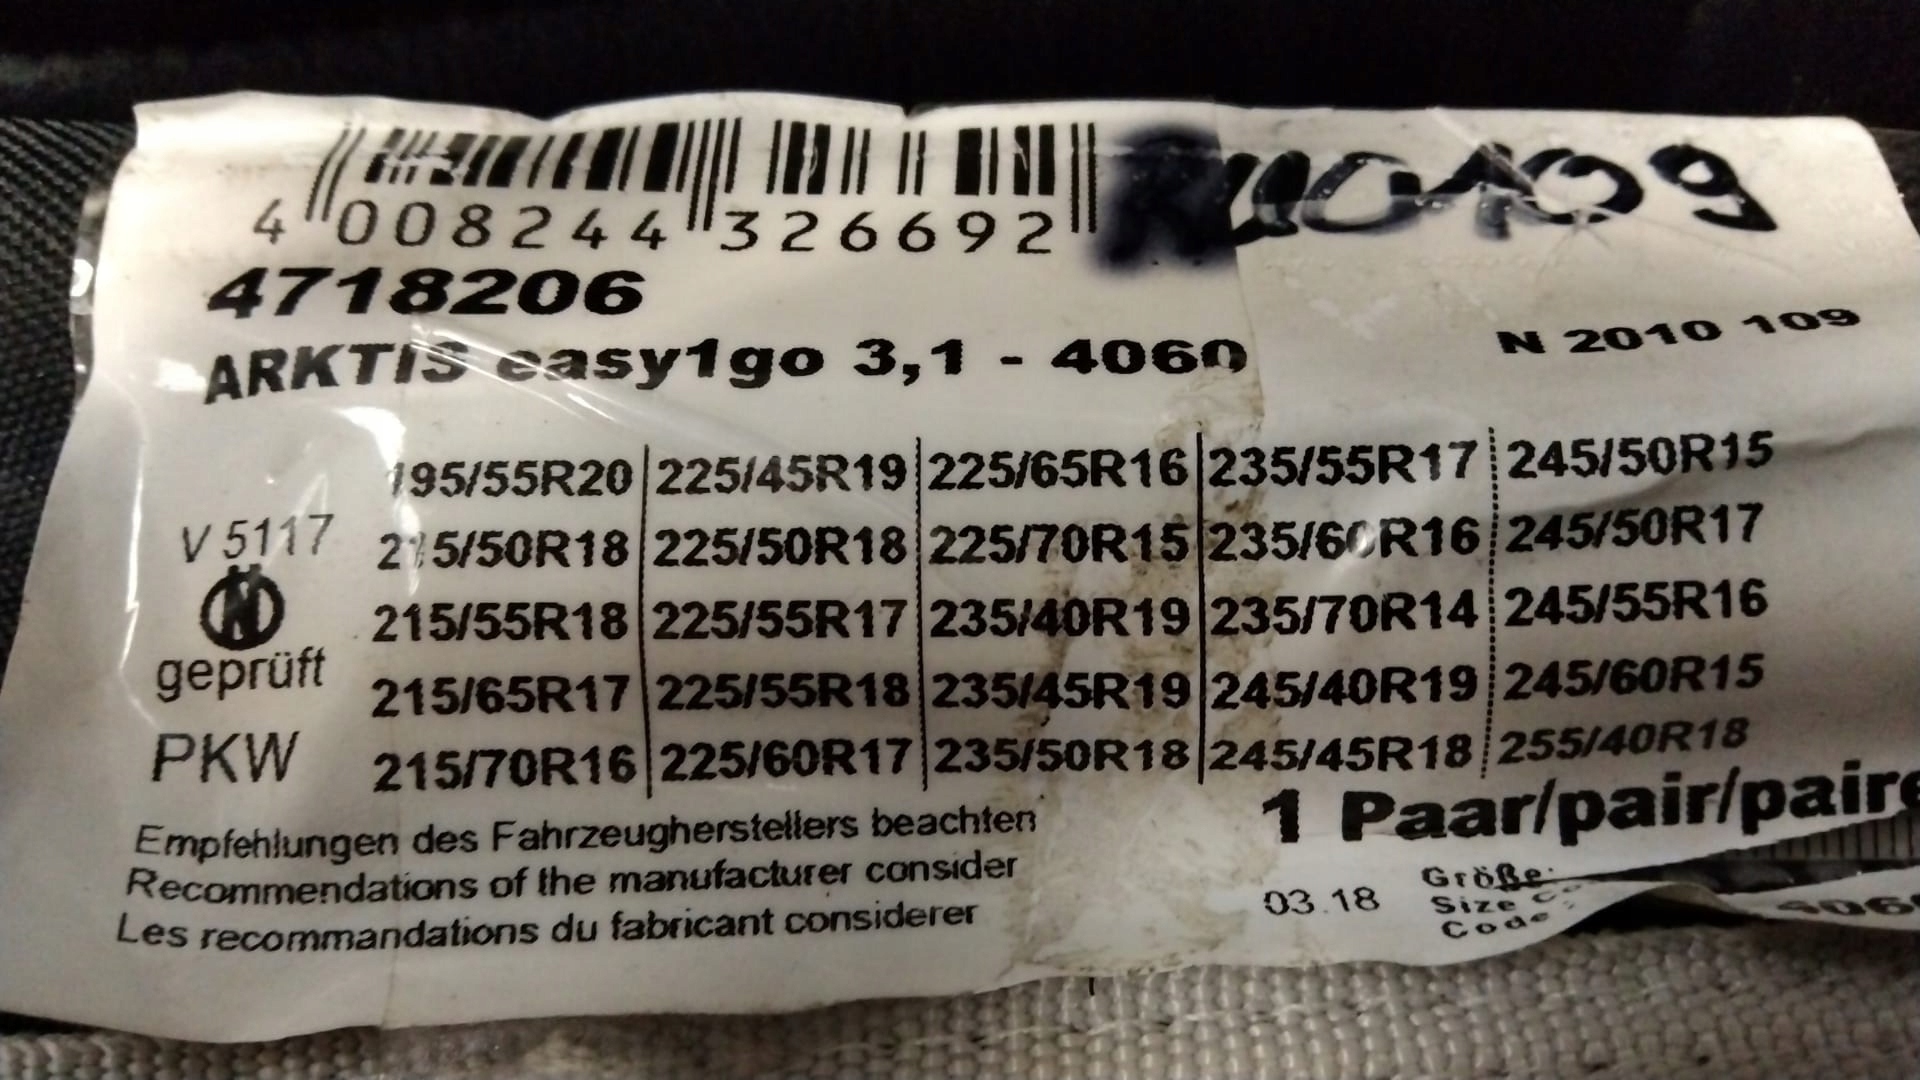 4 008244 326692
4718206
ARKTIS easy1go 3,1 - 4060
N 2010 109
195/55R20 225/45R19 225/65R16 235/55R17 245/50R15
V 5117
215/50R18 225/50R18 225/70R15 235/60R16 245/50R17
N
215/55R18 225/55R17 235/40R19 235/70R14 245/55R16
geprüft
215/65R17 225/55R18 235/45R19 245/40R19 245/60R15
PKW
215/70R16 225/60R17 235/50R18 245/45R18 255/40R18
Empfehlungen des Fahrzeugherstellers beachten
1 Paar/pair/paire
Recommendations of the manufacturer consider
03.18
Größe:
Size
Code
Les recommandations du fabricant considerer